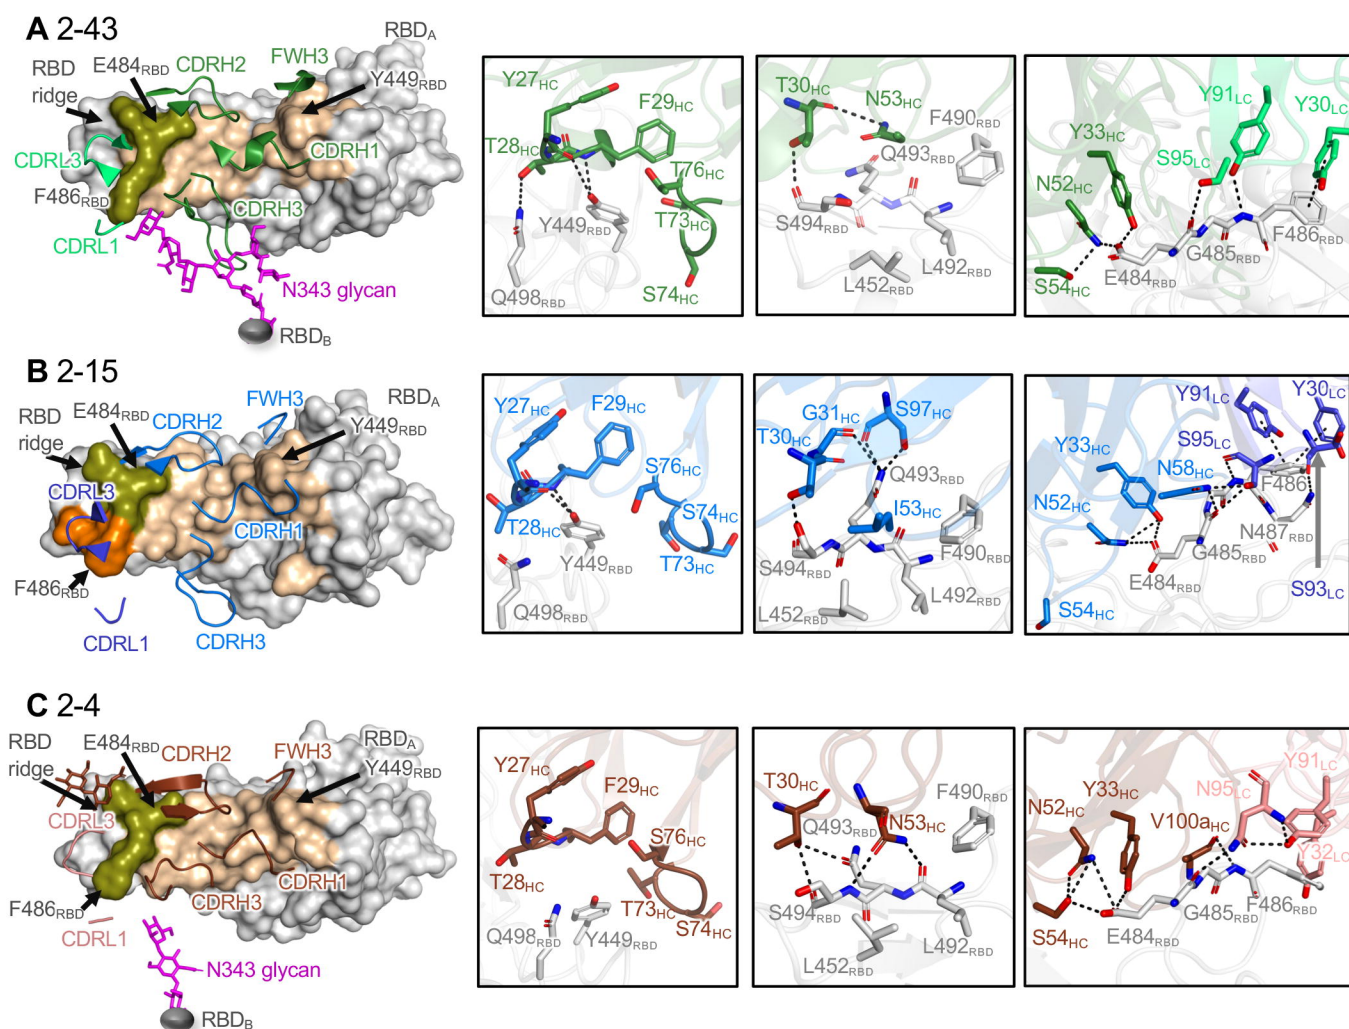 A 2-43
RBD
ridge
E484RBD
CDRH2
FWH3
RBDA
Y449RBD
CDRL3
F486RBD
CDRL1
CDRH1
CDRH3
N343 glycan
RBDB
Y27HC
F29HC
T28HC
T76HC
T73HC
Y449RBD
S74HC
Q498RBD
T30HC
N53HC
F490RBD
Q493RBD
S494RBD
L492RBD
L452RBD
Y91LC
Y30LC
Y33HC
S95LC
N52HC
F486RBD
G485RBD
E484RBD
S54HC
B 2-15
RBD
ridge
E484RBD
CDRH2
FWH3
RBDA
Y449RBD
CDRL3
CDRH1
F486RBD
CDRL1
CDRH3
Y27HC
F29HC
S76HC
S74HC
T28HC
Y449RBD
T73HC
Q498RBD
G31HC
S97HC
T30HC
Q493RBD
I53HC
F490RBD
S494RBD
L492RBD
L452RBD
Y91LC
Y30LC
Y33HC
S95LC
N58HC
F486
N52HC
N487RBD
G485RBD
E484RBD
S93LC
S54HC
C 2-4
RBD
ridge
E484RBD
CDRH2
FWH3
RBDA
Y449RBD
CDRL3
CDRH1
CDRH3
F486RBD
CDRL1
N343 glycan
RBDB
Y27HC
F29HC
S76HC
T28HC
T73HC
S74HC
Q498RBD
Y449RBD
T30HC
Q493RBD
N53HC
F490RBD
S494RBD
L492RBD
L452RBD
Y91LC
N95LC
Y33HC
N52HC
V100aHC
Y32LC
F486RBD
G485RBD
E484RBD
S54HC